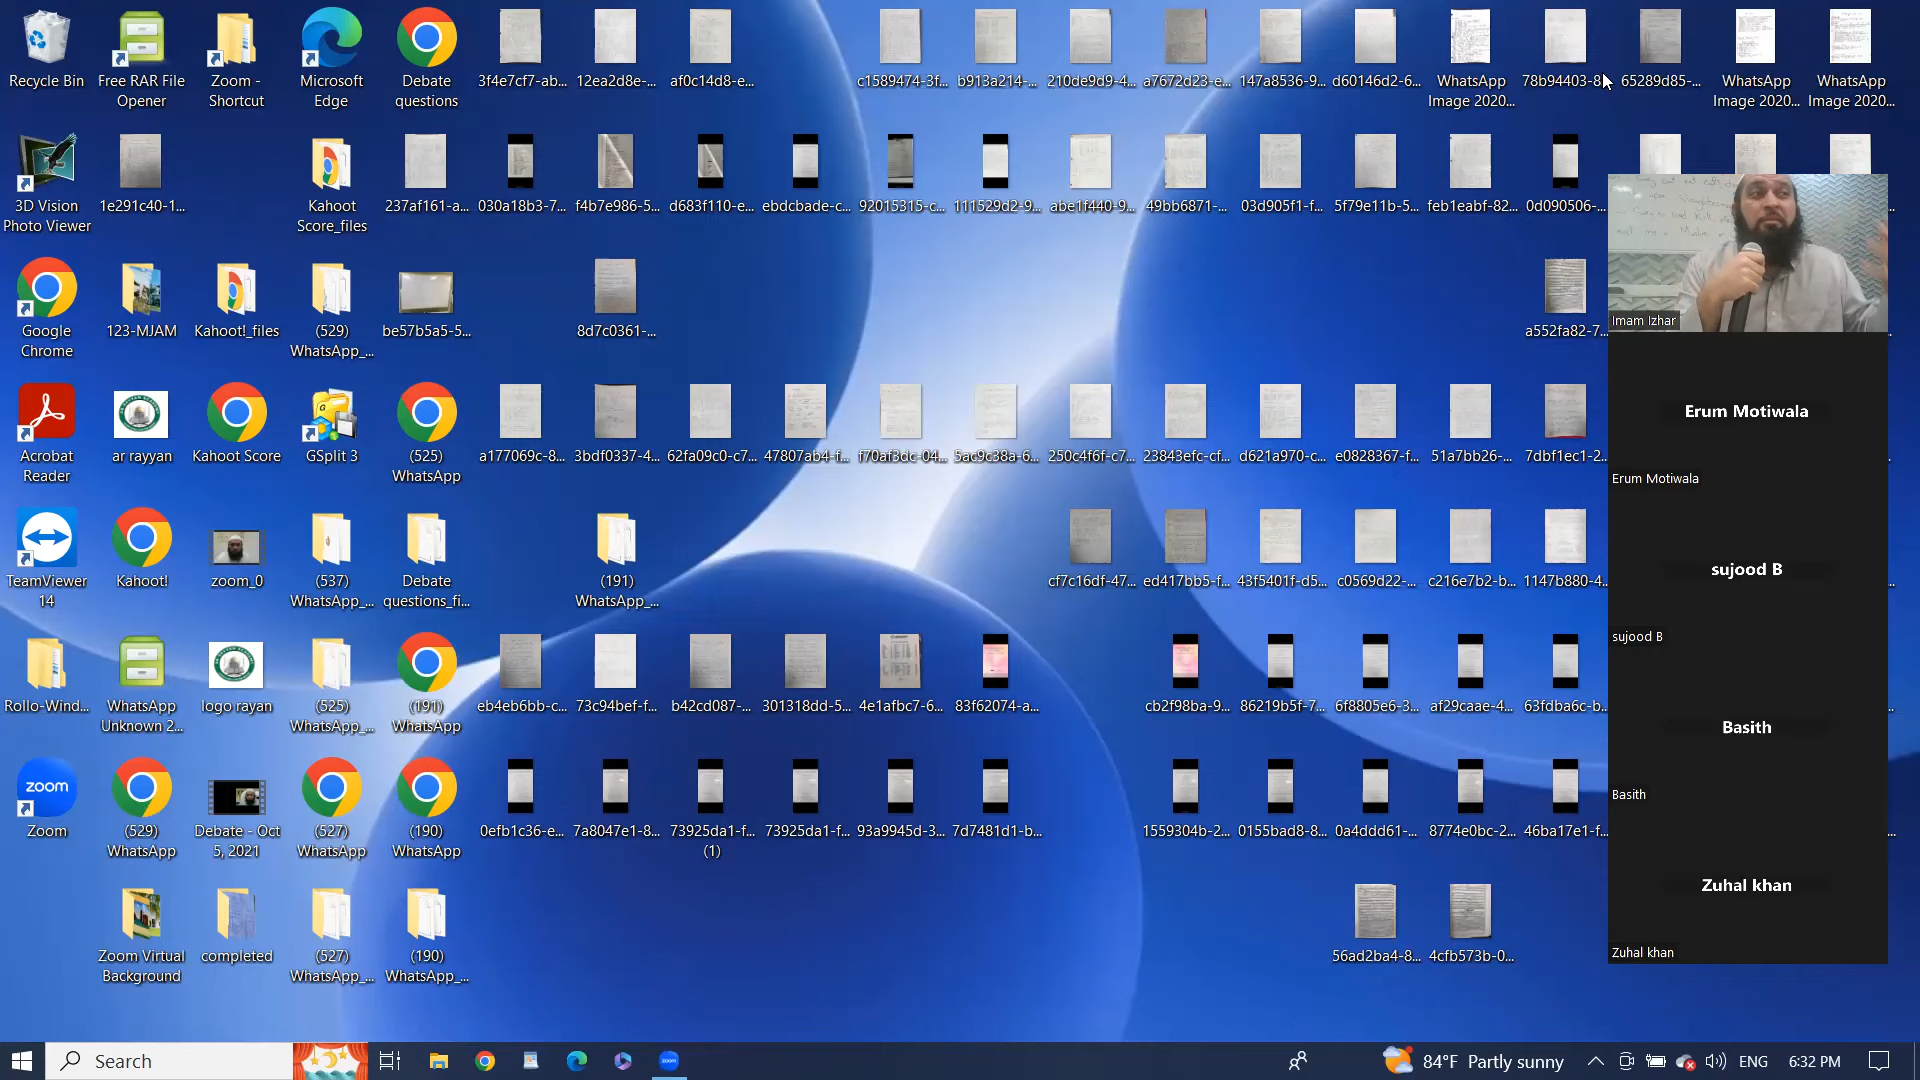 Recycle Bin
Free RAR File Opener
Zoom - Shortcut
Microsoft Edge
Debate questions
3f4e7cf7-ab...
12ea2d8e-...
af0c14d8-e...
c1589474-3f...
b913a214-...
210de9d9-4...
a7672d23-e...
147a8536-9...
d60146d2-6...
WhatsApp Image 2020...
78b94403-8
65289d85-...
WhatsApp Image 2020...
WhatsApp Image 2020...
3D Vision Photo Viewer
1e291c40-1...
Kahoot Score_files
237af161-a...
030a18b3-7...
f4b7e986-5...
d683f110-e...
ebdcbade-c...
92015315-c...
111529d2-9...
abe1f440-9...
49bb6871-...
03d905f1-f...
5f79e11b-5...
feb1eabf-82...
0d090506-...
Google Chrome
123-MJAM
Kahoot!_files
(529) WhatsApp_...
be57b5a5-5...
8d7c0361-...
a552fa82-7...
Imam Izhar
Acrobat Reader
ar rayyan
Kahoot Score
GSplit 3
(525) WhatsApp
a177069c-8...
3bdf0337-4...
62fa09c0-c7...
47807ab4-f...
f70af3dc-04...
5ac9c38a-6...
250c4f6f-c7...
23843efc-cf...
d621a970-c...
e0828367-f...
51a7bb26-...
7dbf1ec1-2...
Erum Motiwala
Erum Motiwala
TeamViewer 14
Kahoot!
zoom_0
(537) WhatsApp_...
Debate questions_fi...
(191) WhatsApp_...
cf7c16df-47...
ed417bb5-f...
43f5401f-d5...
c0569d22-...
c216e7b2-b...
1147b880-4...
sujood B
sujood B
Rollo-Wind...
WhatsApp Unknown 2...
logo rayan
(525) WhatsApp_...
(191) WhatsApp
eb4eb6bb-c...
73c94bef-f...
b42cd087-...
301318dd-5...
4e1afbc7-6...
83f62074-a...
cb2f98ba-9...
86219b5f-7...
6f8805e6-3...
af29caae-4...
63fdba6c-b...
Basith
Basith
zoom
Zoom
(529) WhatsApp
Debate - Oct 5, 2021
(527) WhatsApp
(190) WhatsApp
0efb1c36-e...
7a8047e1-8...
73925da1-f... (1)
73925da1-f...
93a9945d-3...
7d7481d1-b...
1559304b-2...
0155bad8-8...
0a4ddd61-...
8774e0bc-2...
46ba17e1-f...
Zuhal khan
Zuhal khan
Zoom Virtual Background
completed
(527) WhatsApp_...
(190) WhatsApp_...
56ad2ba4-8...
4cfb573b-0...
Search
zoom
84°F Partly sunny
ENG
6:32 PM